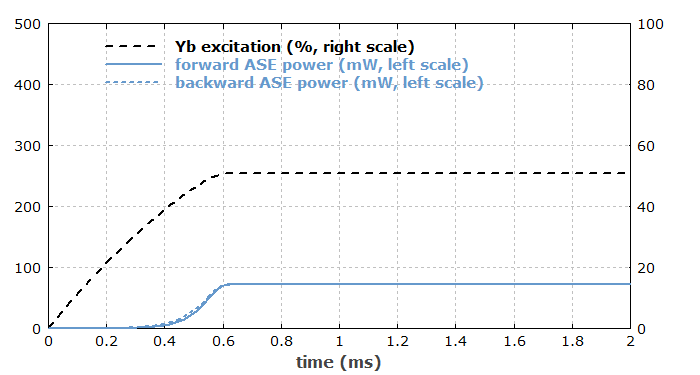 500
400
300
200
100
0
Yb excitation (%, right scale)
forward ASE power (mW, left scale)
backward ASE power (mW, left scale)
100
80
60
40
20
0
0 0.2 0.4 0.6 0.8 1 1.2 1.4 1.6 1.8 2
time (ms)